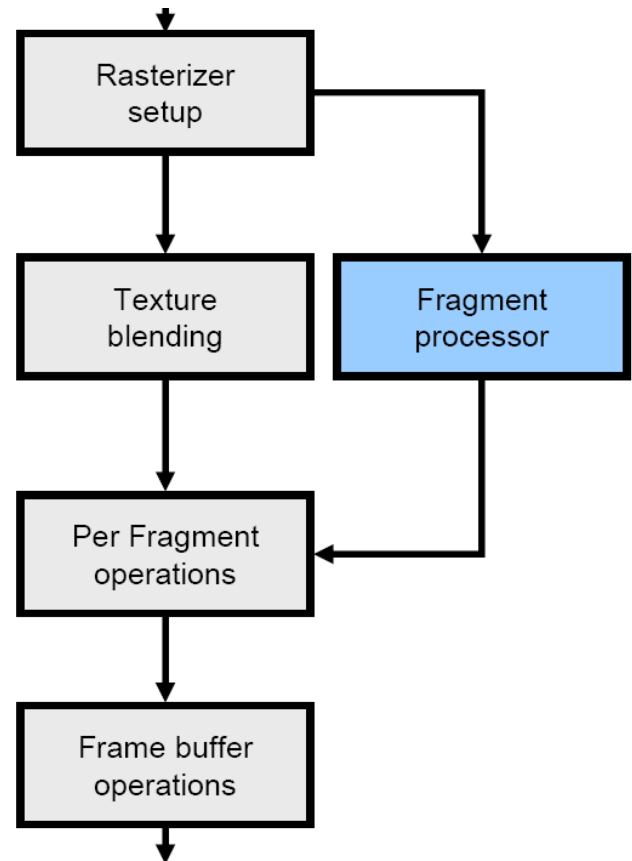 Rasterizer
setup
Texture
blending
Fragment
processor
Per Fragment
operations
Frame buffer
operations